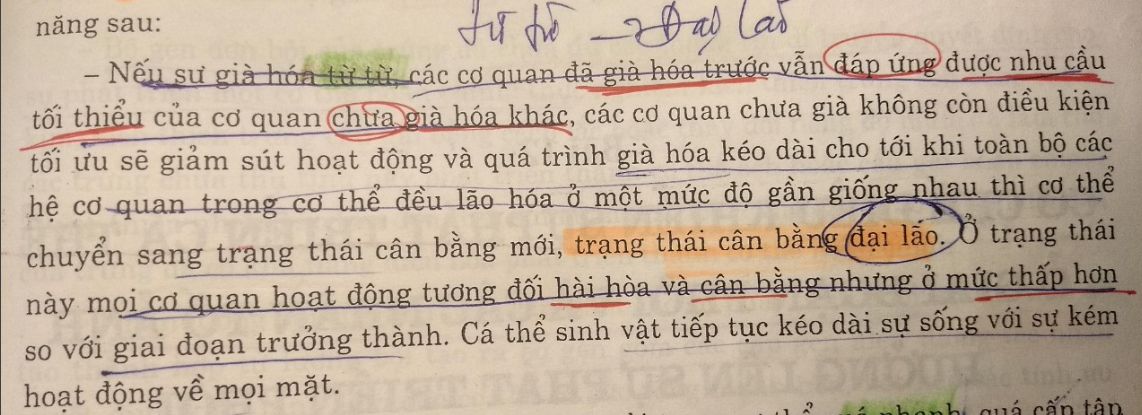 năng sau:
từ từ → Đại lão
– Nếu sự già hóa từ từ, các cơ quan đã già hóa trước vẫn đáp ứng được nhu cầu
tối thiểu của cơ quan chưa già hóa khác, các cơ quan chưa già không còn điều kiện
tối ưu sẽ giảm sút hoạt động và quá trình già hóa kéo dài cho tới khi toàn bộ các
hệ cơ quan trong cơ thể đều lão hóa ở một mức độ gần giống nhau thì cơ thể
chuyển sang trạng thái cân bằng mới, trạng thái cân bằng đại lão. Ở trạng thái
này mọi cơ quan hoạt động tương đối hài hòa và cân bằng nhưng ở mức thấp hơn
so với giai đoạn trưởng thành. Cá thể sinh vật tiếp tục kéo dài sự sống với sự kém
hoạt động về mọi mặt.
quá cấp tập